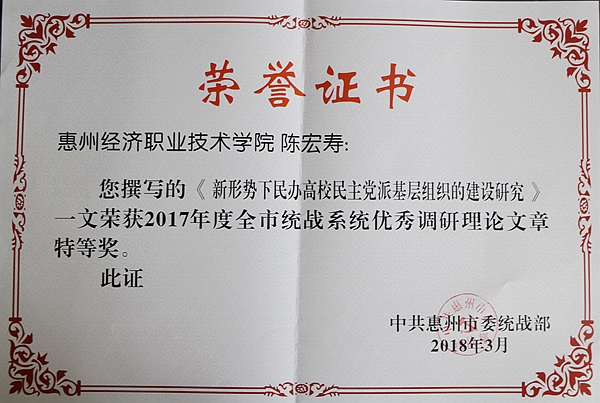 荣誉证书
惠州经济职业技术学院 陈宏寿:
您撰写的《 新形势下民办高校民主党派基层组织的建设研究 》
一文荣获2017年度全市统战系统优秀调研理论文章
特等奖。
此证
中共惠州市委统战部
2018年3月